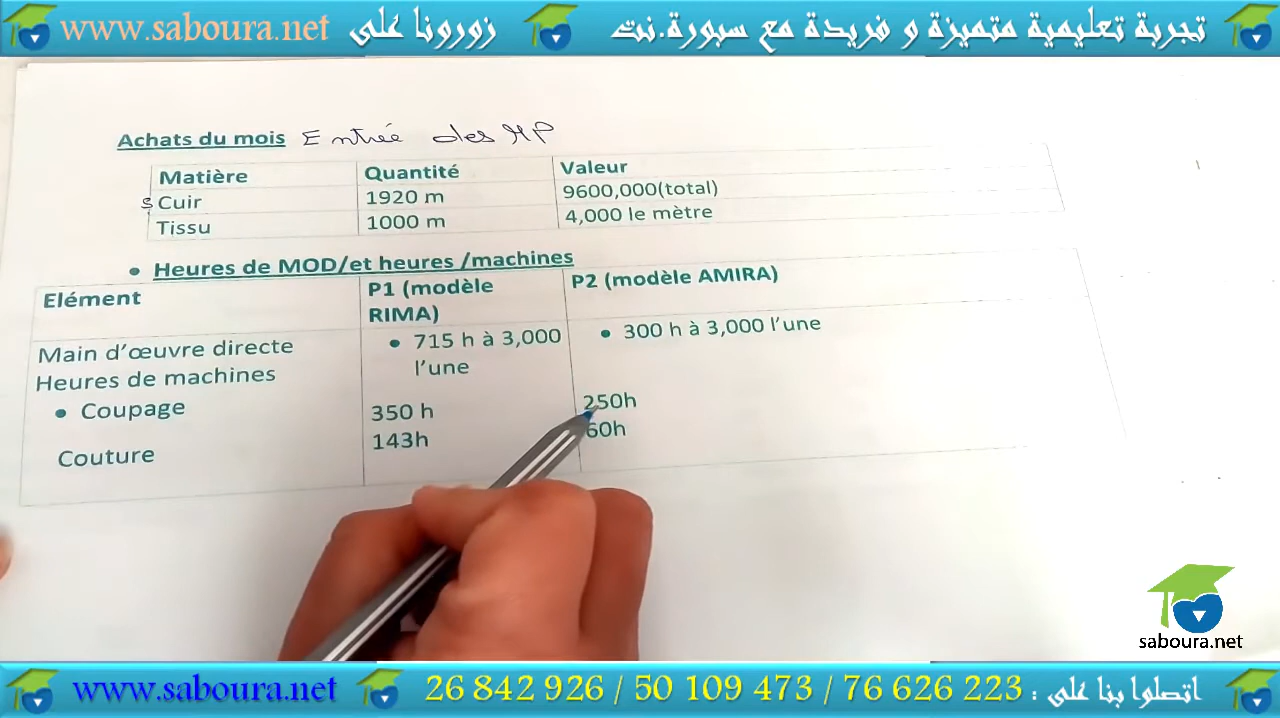 www.saboura.net زورونا على تجربة تعليمية متميزة و فريدة مع سبورة.نت
Achats du mois Entrée des MP
Matière Quantité Valeur
Cuir 1920 m 9600,000(total)
Tissu 1000 m 4,000 le mètre
• Heures de MOD/et heures /machines
Elément P1 (modèle RIMA) P2 (modèle AMIRA)
Main d'œuvre directe • 715 h à 3,000 l'une • 300 h à 3,000 l'une
Heures de machines
• Coupage 350 h 250h
Couture 143h 60h
saboura.net
www.saboura.net 26 842 926 / 50 109 473 / 76 626 223 : اتصلوا بنا على